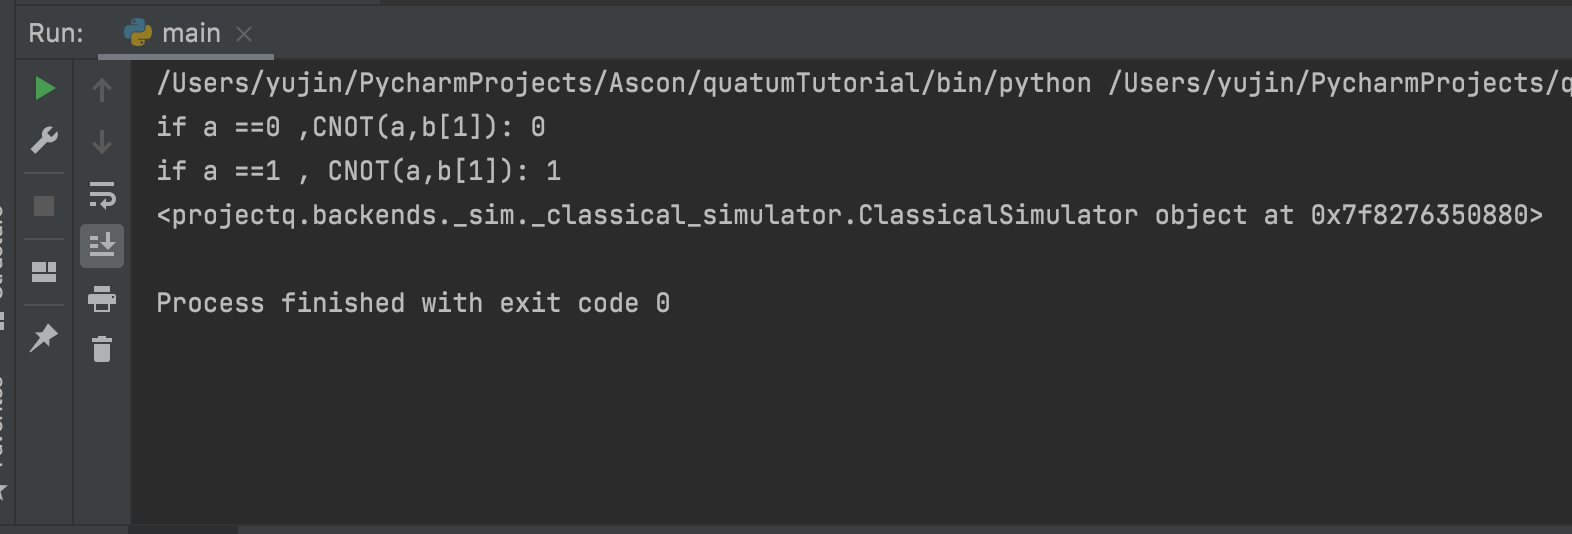 Run: main
/Users/yujin/PycharmProjects/Ascon/quatumTutorial/bin/python /Users/yujin/PycharmProjects/q
if a ==0 ,CNOT(a,b[1]): 0
if a ==1 , CNOT(a,b[1]): 1
<projectq.backends._sim._classical_simulator.ClassicalSimulator object at 0x7f8276350880>
Process finished with exit code 0